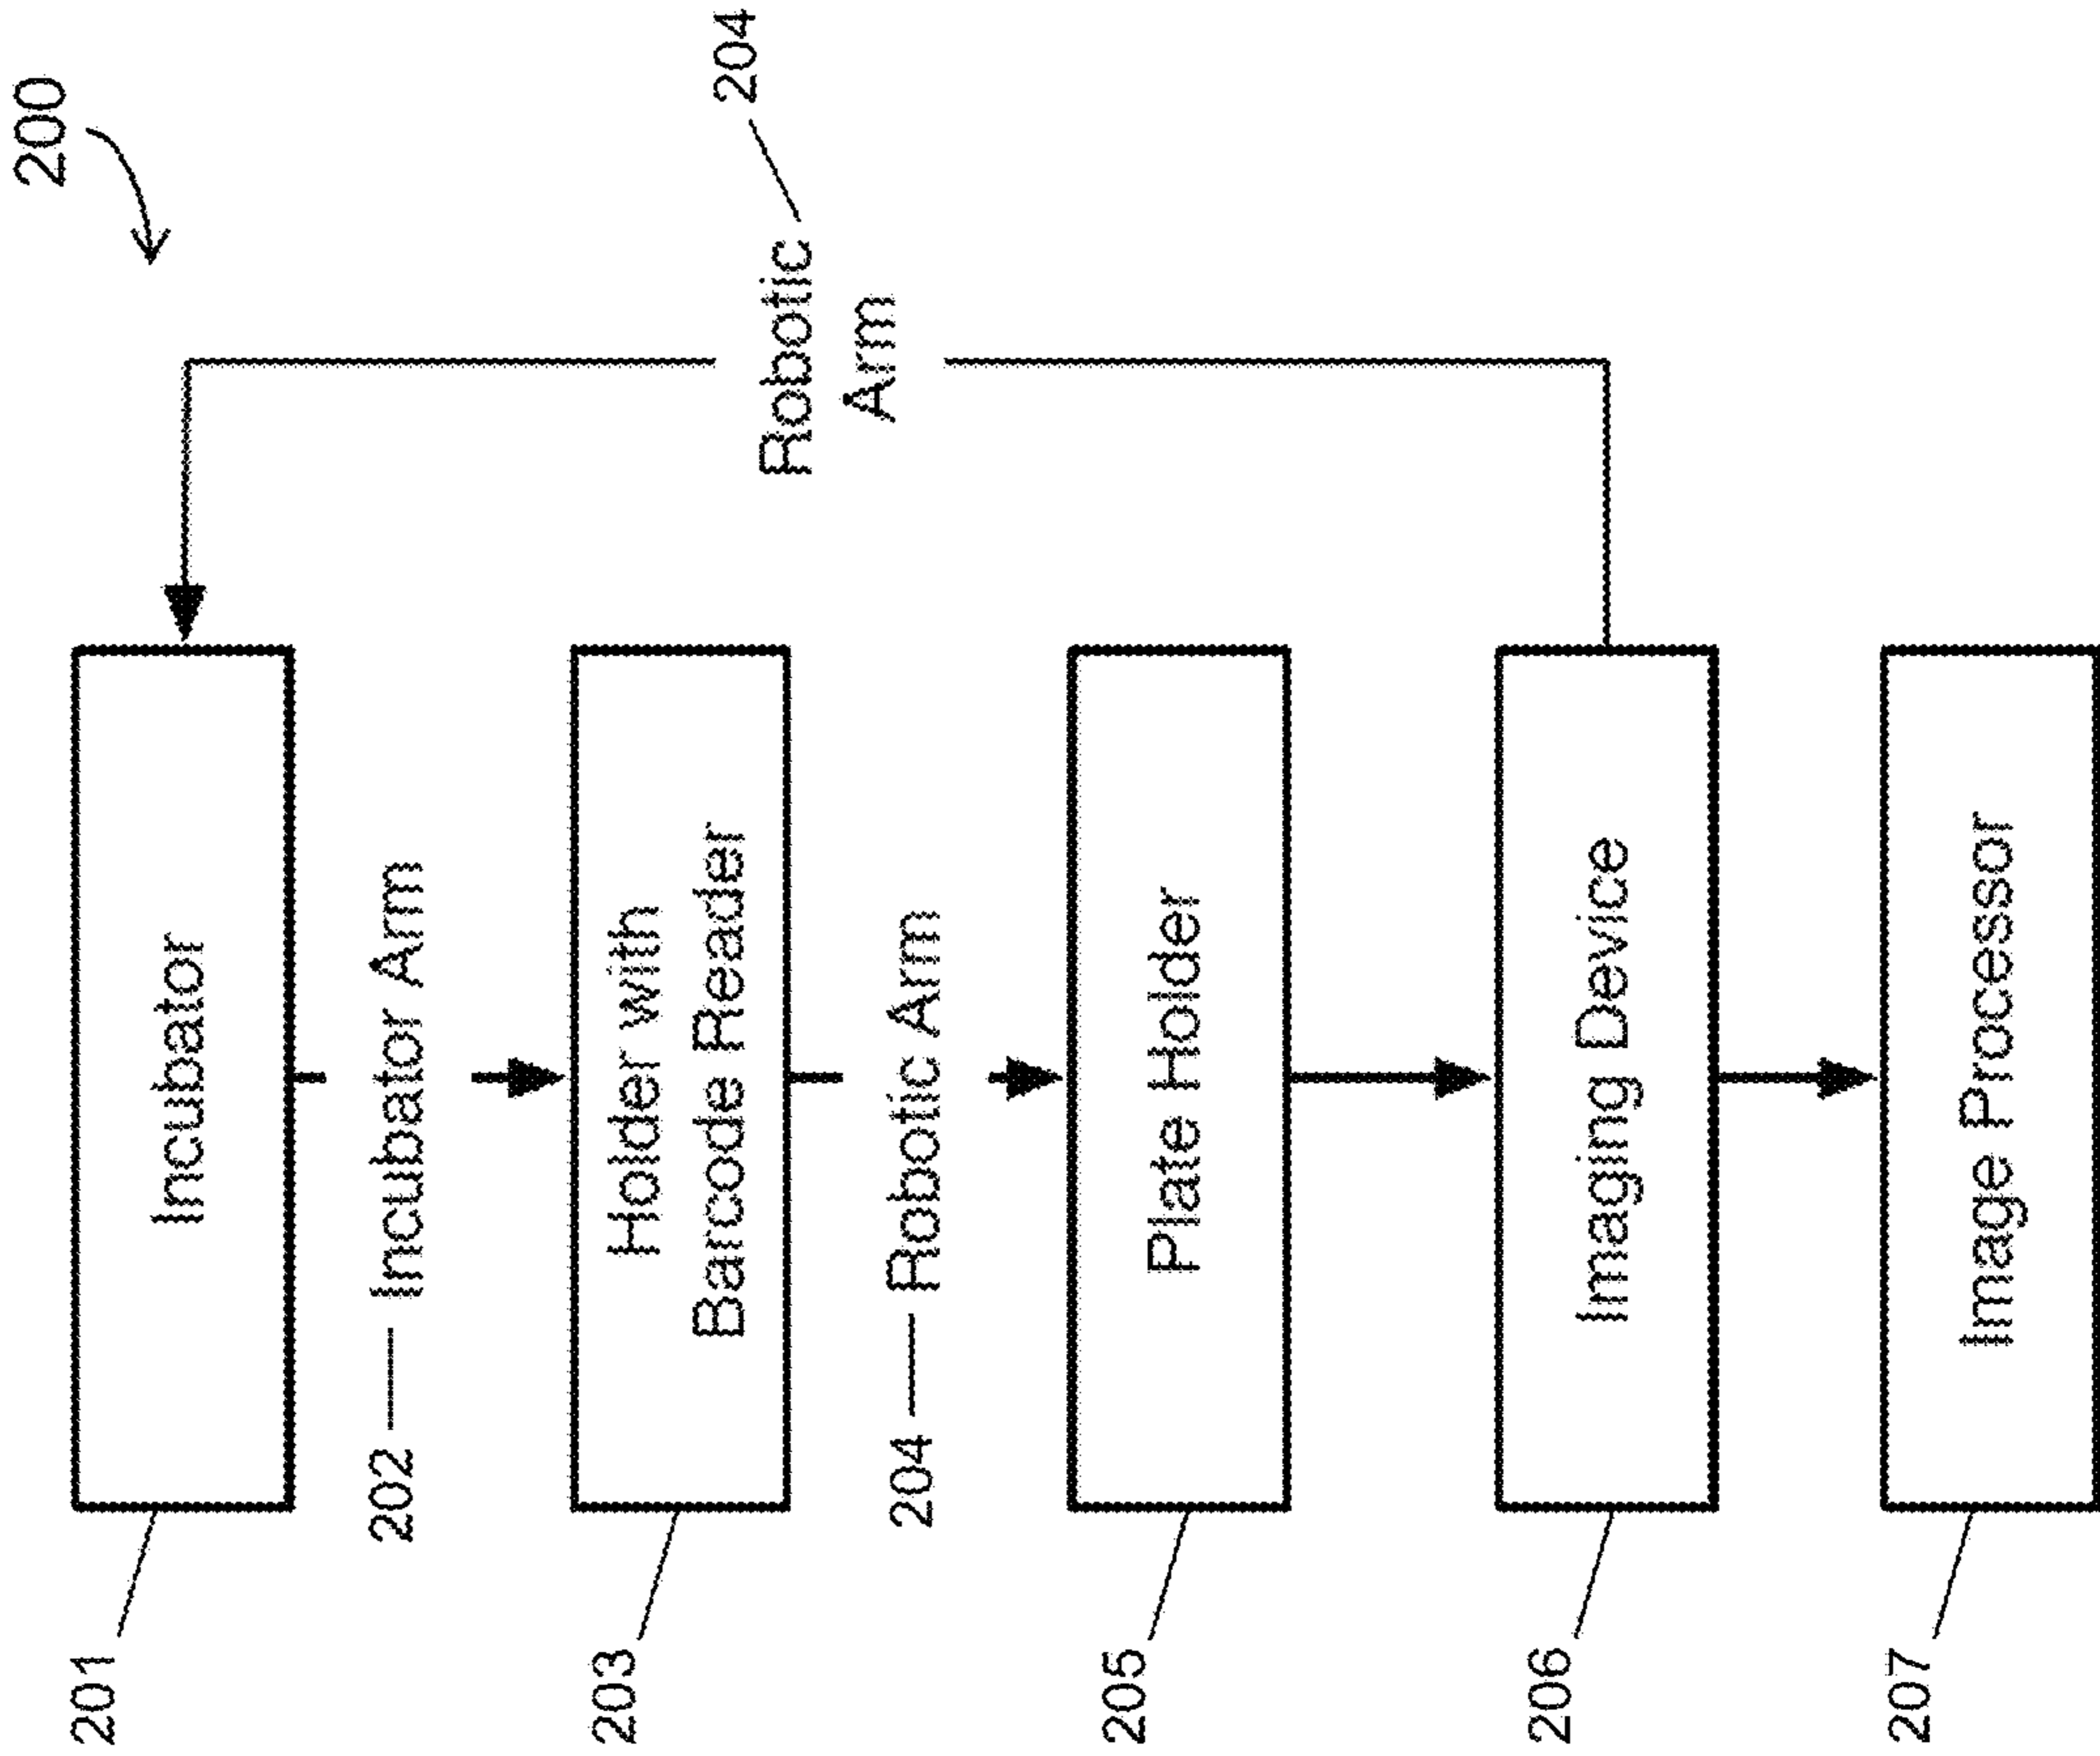 200
201
Incubator
202
Incubator Arm
203
Holder with
Barcode Reader
204
Robotic Arm
Robotic
Arm
204
205
Plate Holder
206
Imaging Device
207
Image Processor